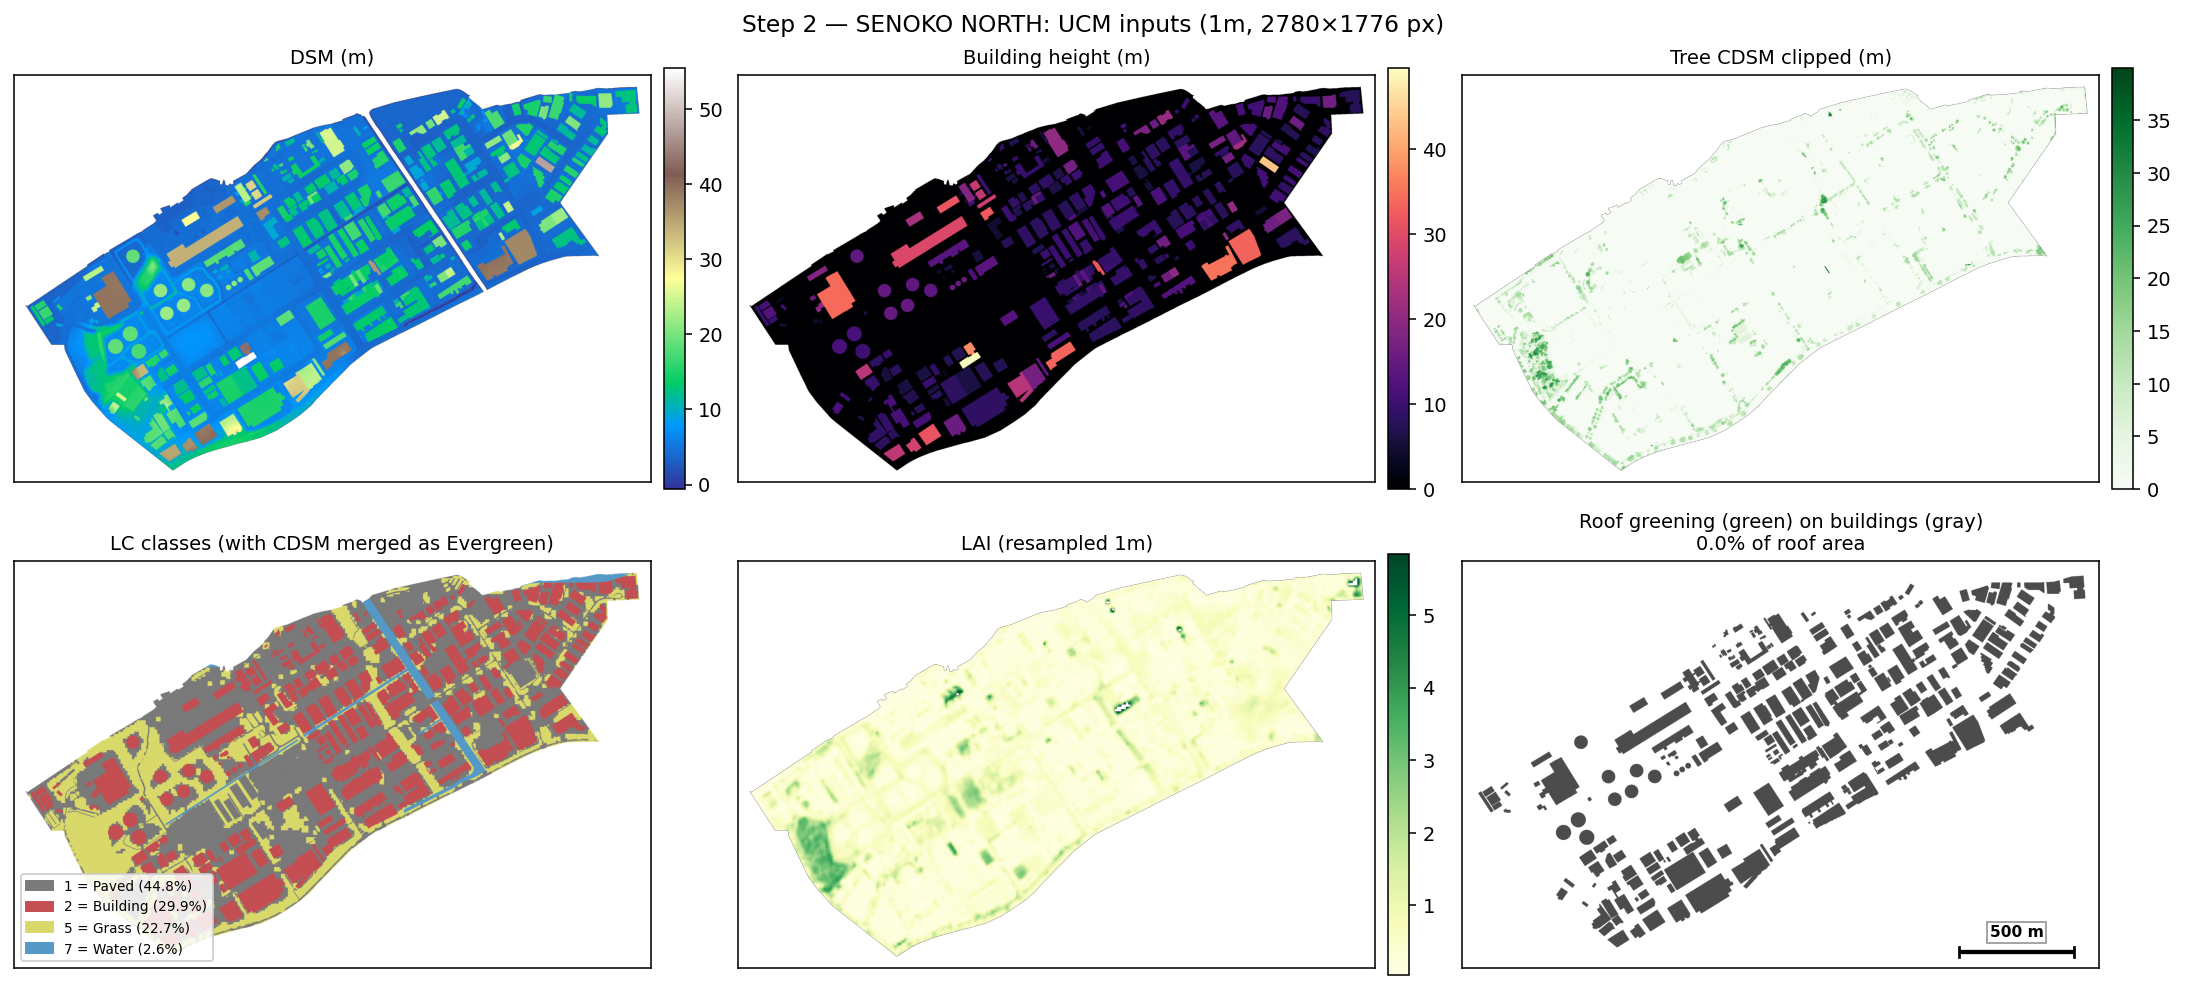 Step 2 — SENOKO NORTH: UCM inputs (1m, 2780×1776 px)
DSM (m)
50
40
30
20
10
0
Building height (m)
40
30
20
10
0
Tree CDSM clipped (m)
35
30
25
20
15
10
5
0
LC classes (with CDSM merged as Evergreen)
1 = Paved (44.8%)
2 = Building (29.9%)
5 = Grass (22.7%)
7 = Water (2.6%)
LAI (resampled 1m)
5
4
3
2
1
Roof greening (green) on buildings (gray)
0.0% of roof area
500 m